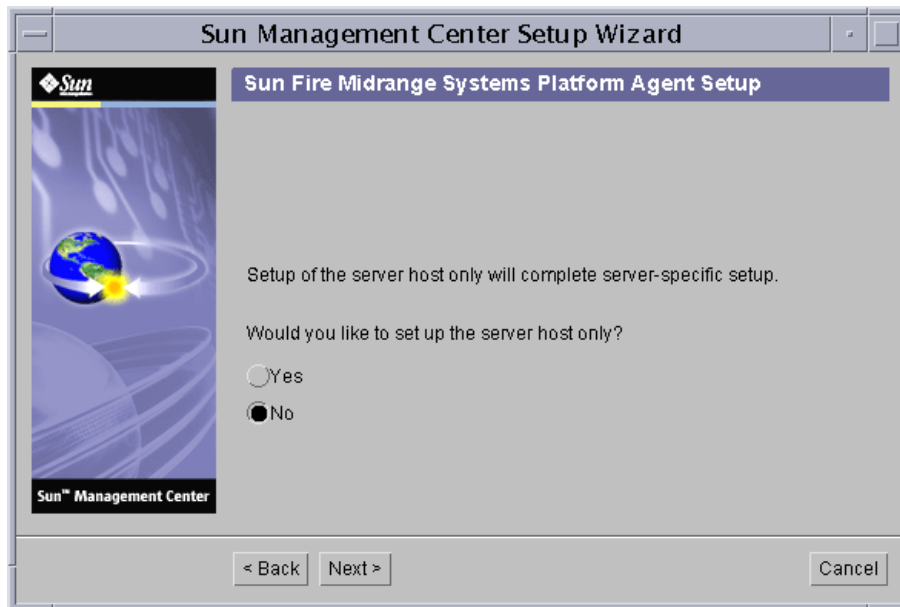 Sun Management Center Setup Wizard
Sun
Sun Fire Midrange Systems Platform Agent Setup
Setup of the server host only will complete server-specific setup.
Would you like to set up the server host only?
Yes
No
Sun™ Management Center
< Back
Next >
Cancel